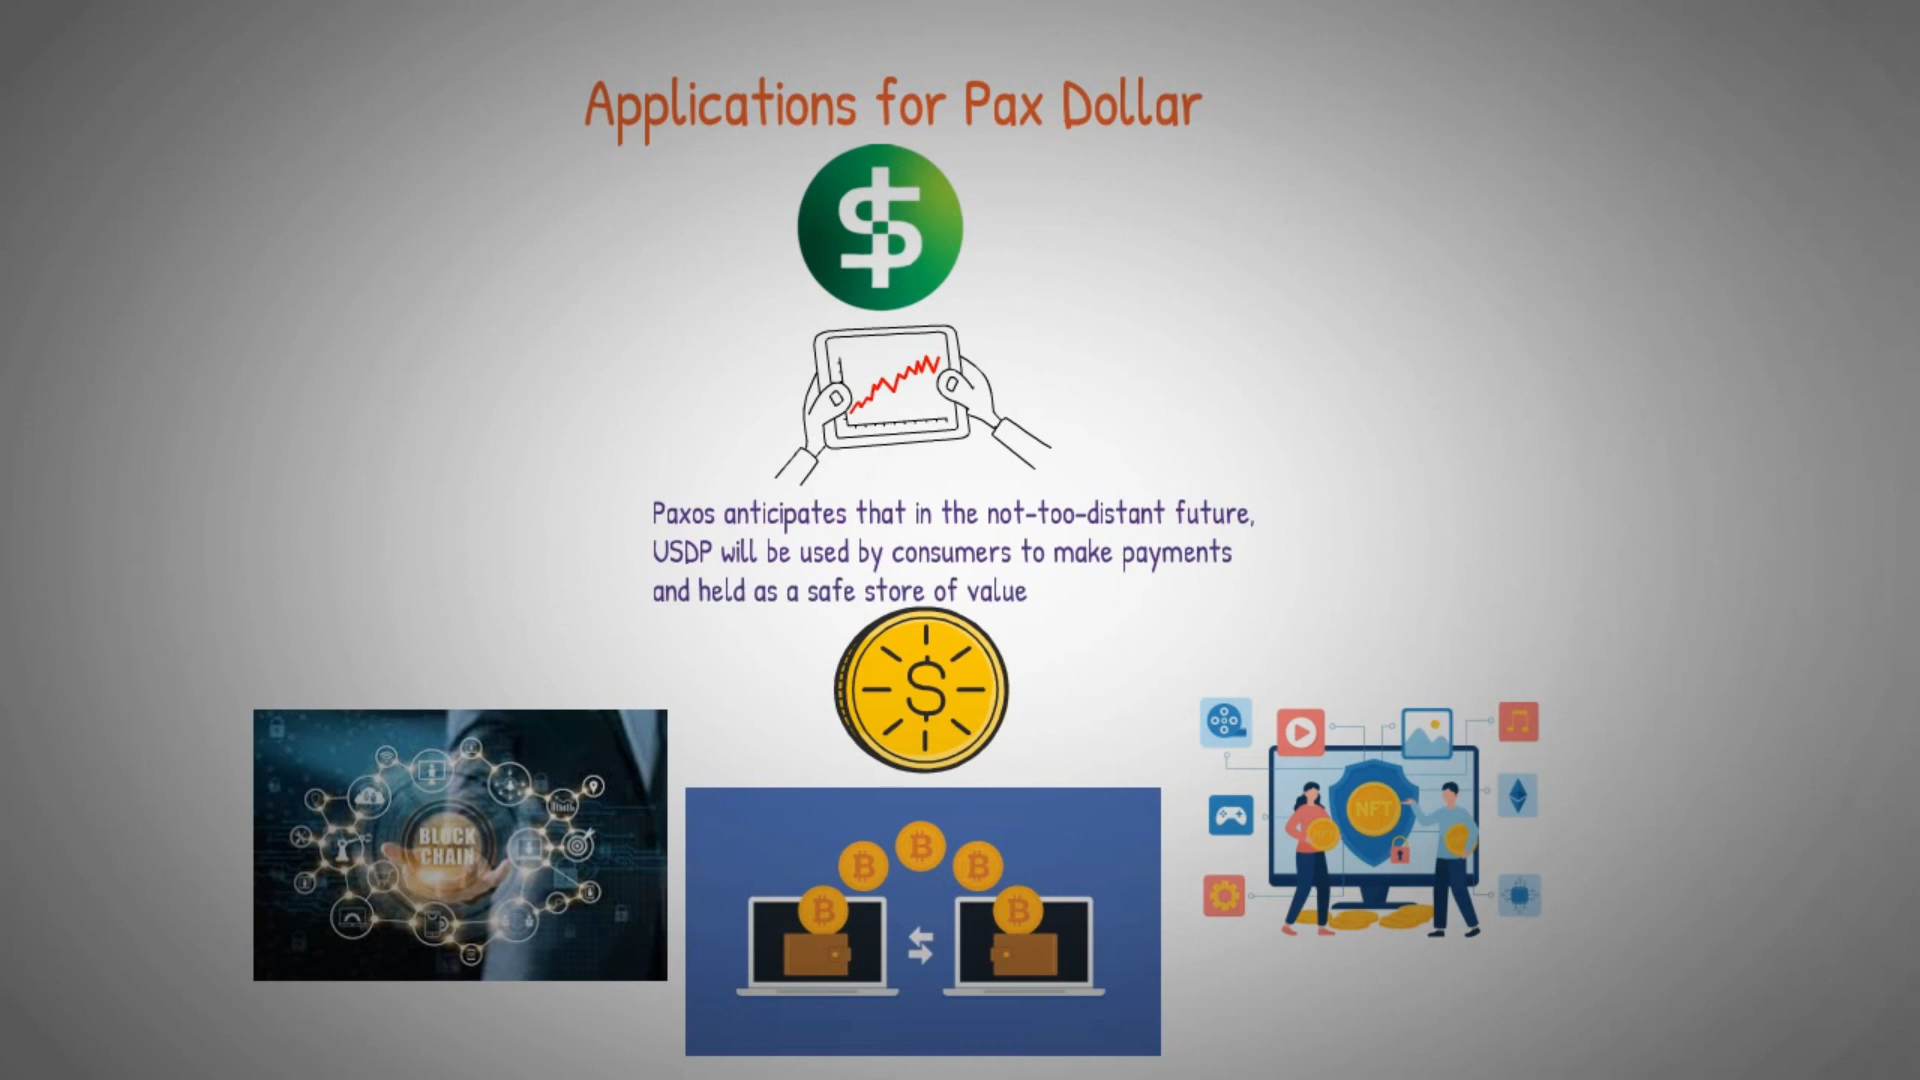 Applications for Pax Dollar
Paxos anticipates that in the not-too-distant future,
USDP will be used by consumers to make payments
and held as a safe store of value
BLOCK
CHAIN
NFT